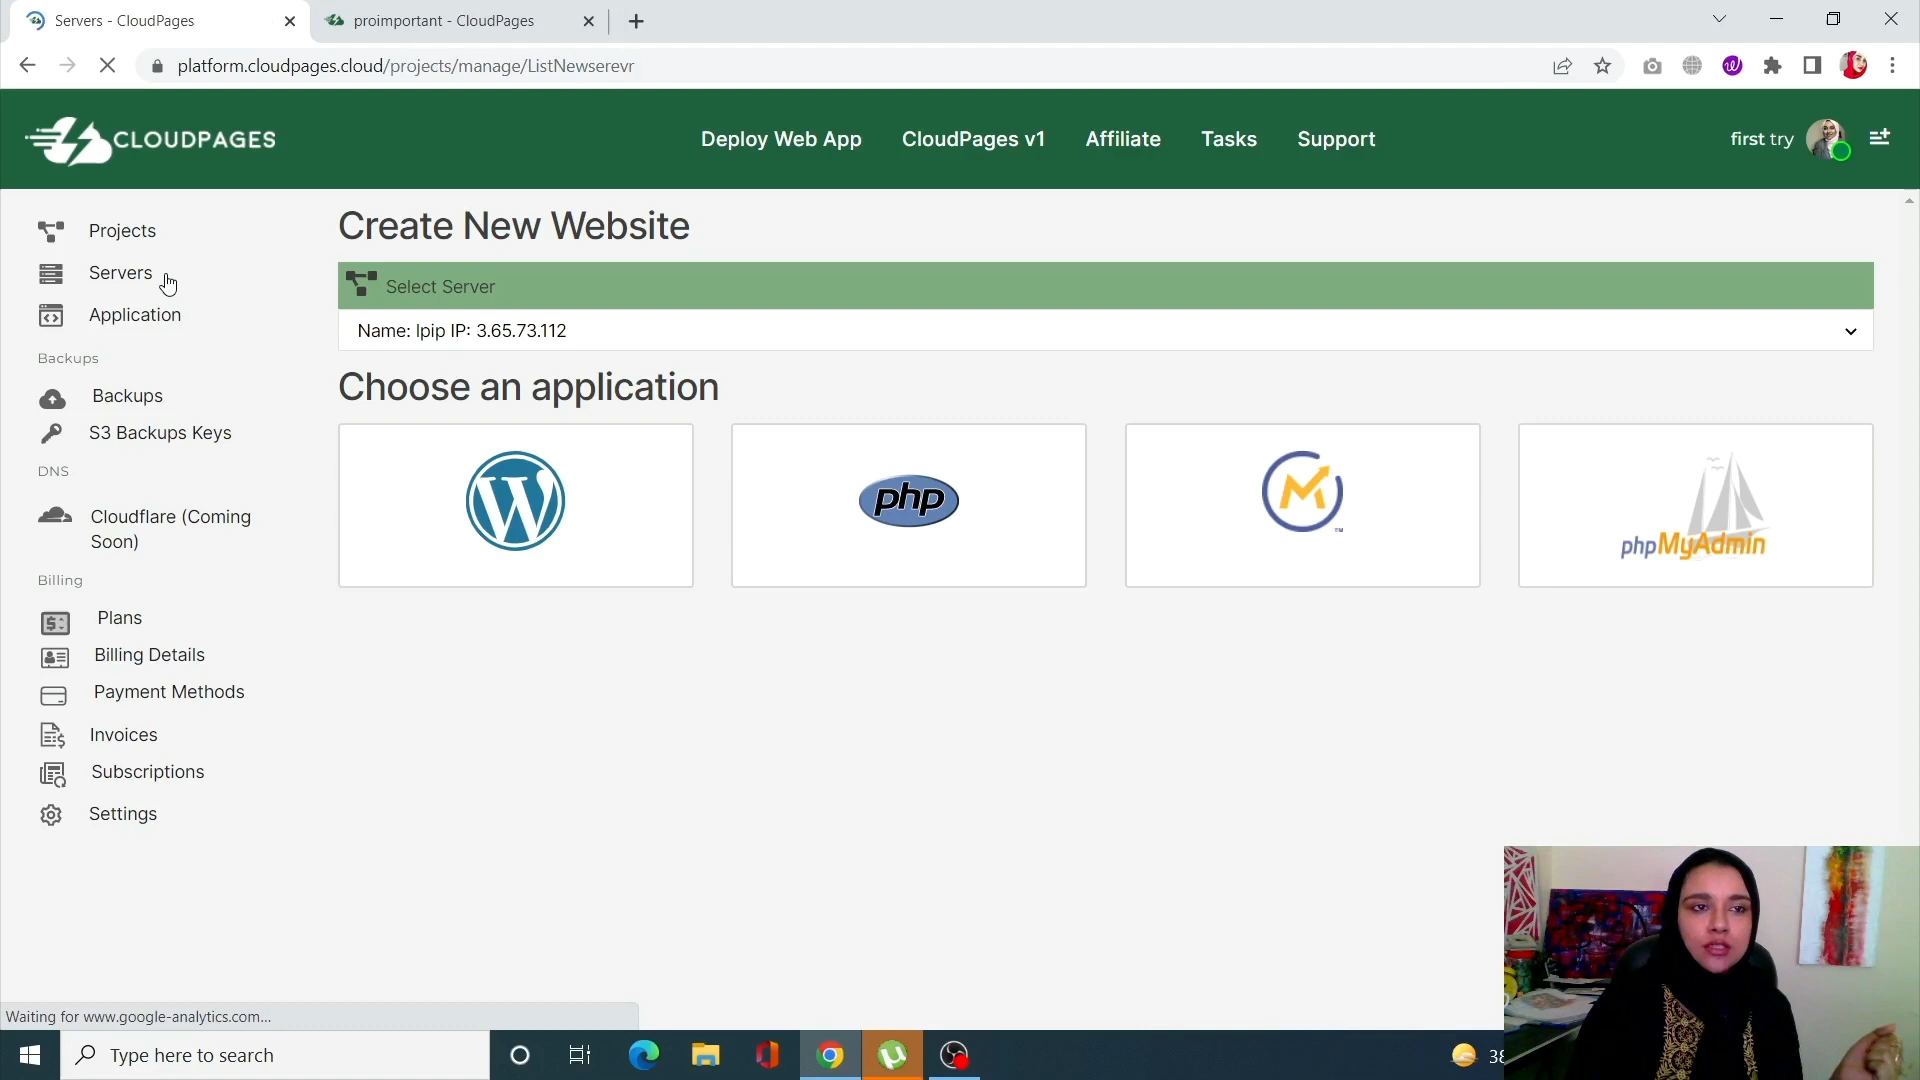 Servers - CloudPages
proimportant - CloudPages
platform.cloudpages.cloud/projects/manage/ListNewserevr
CLOUDPAGES
Deploy Web App
CloudPages v1
Affiliate
Tasks
Support
first try
Projects
Servers
Application
Backups
Backups
S3 Backups Keys
DNS
Cloudflare (Coming
Soon)
Billing
Plans
Billing Details
Payment Methods
Invoices
Subscriptions
Settings
Create New Website
Select Server
Name: lpip IP: 3.65.73.112
Choose an application
W
php
M
TM
phpMyAdmin
Waiting for www.google-analytics.com...
Type here to search
38